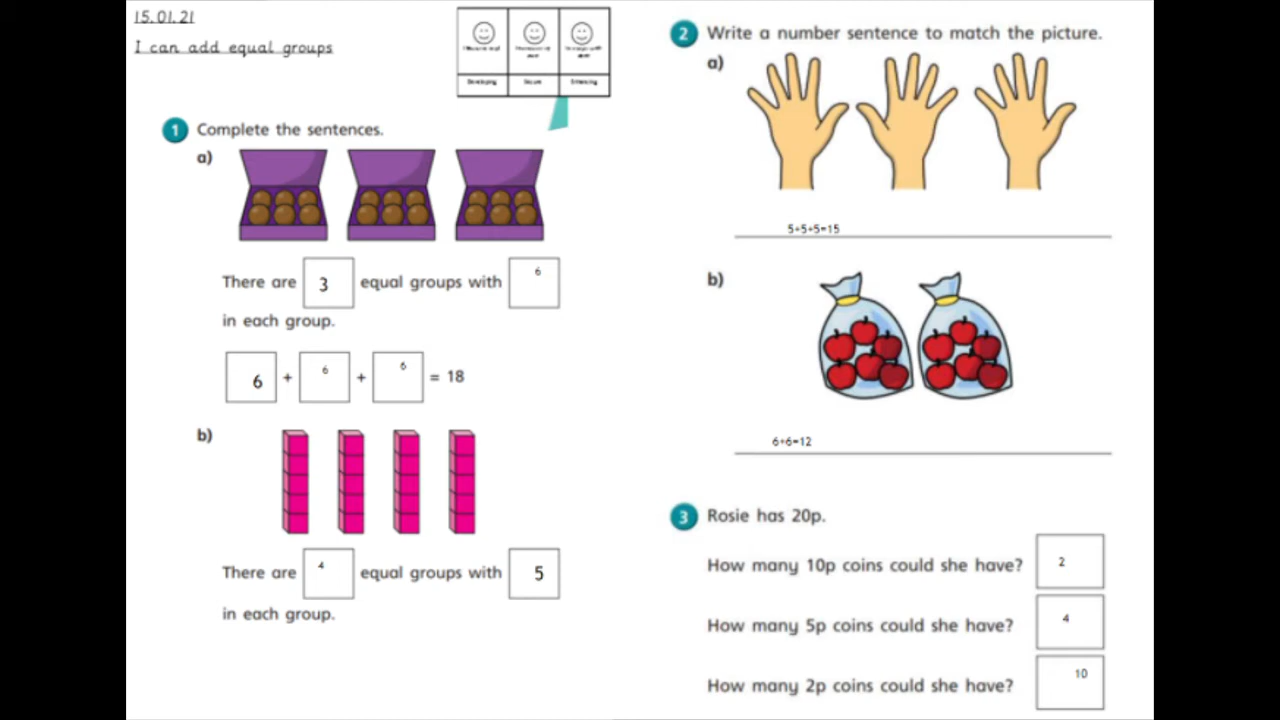 15.01.21
I can add equal groups
Developing Secure Enhancing
1 Complete the sentences.
a)
There are 3 equal groups with 6
in each group.
6 + 6 + 6 = 18
b)
There are 4 equal groups with 5
in each group.
2 Write a number sentence to match the picture.
a)
5+5+5=15
b)
6+6=12
3 Rosie has 20p.
How many 10p coins could she have? 2
How many 5p coins could she have? 4
How many 2p coins could she have? 10